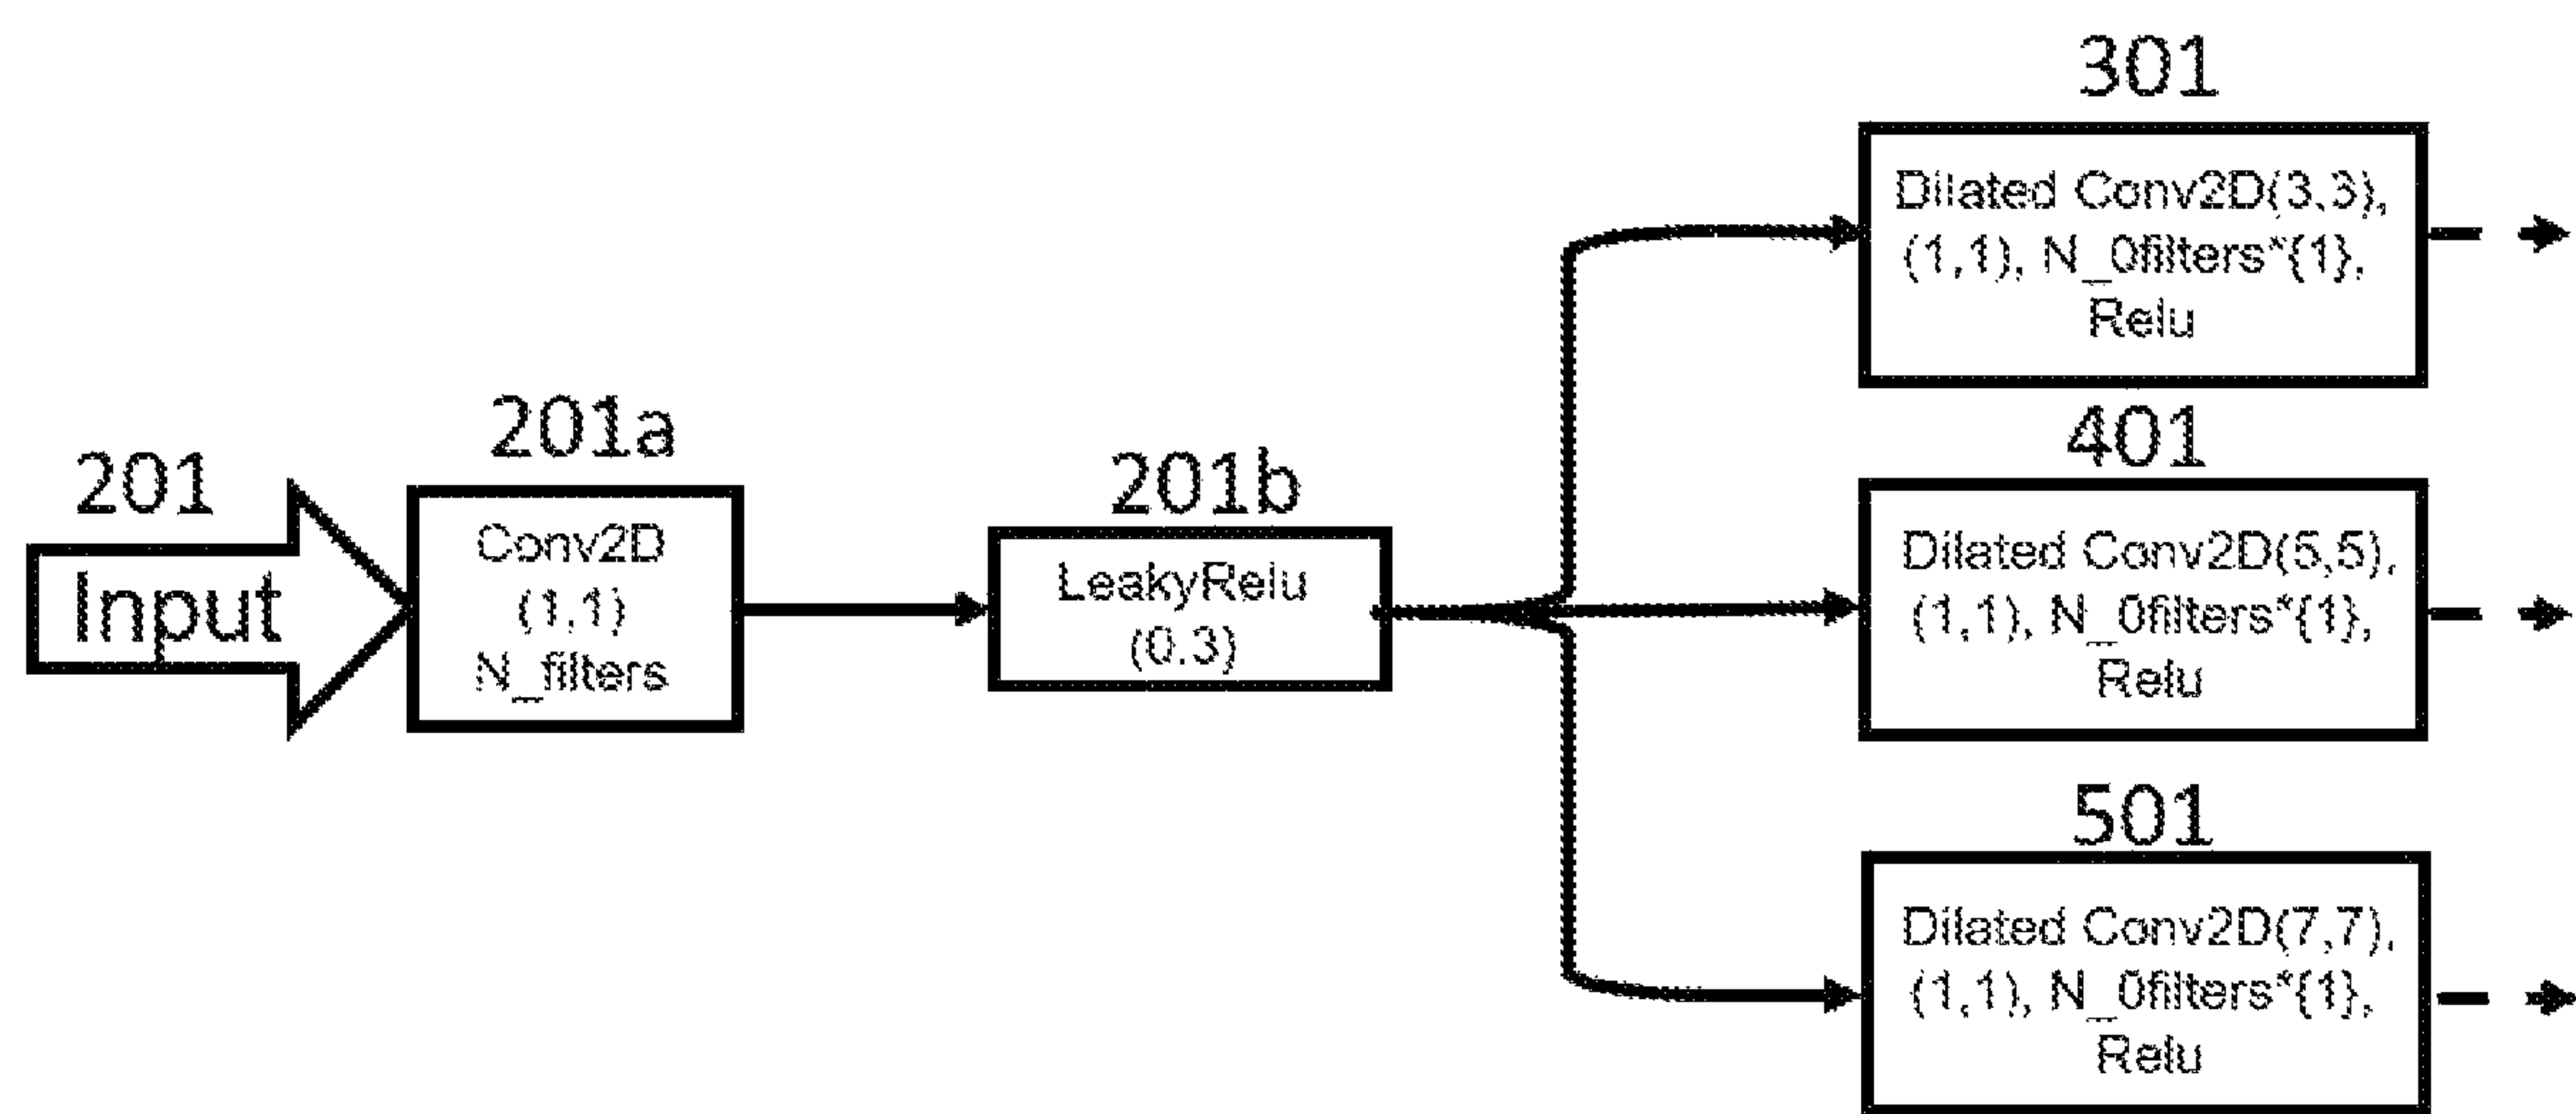 201
Input
201a
Conv2D
(1,1)
N_filters
201b
LeakyRelu
(0.3)
301
Dilated Conv2D(3,3),
(1,1), N_0filters*{1},
Relu
401
Dilated Conv2D(5,5),
(1,1), N_0filters*{1},
Relu
501
Dilated Conv2D(7,7),
(1,1), N_0filters*{1},
Relu